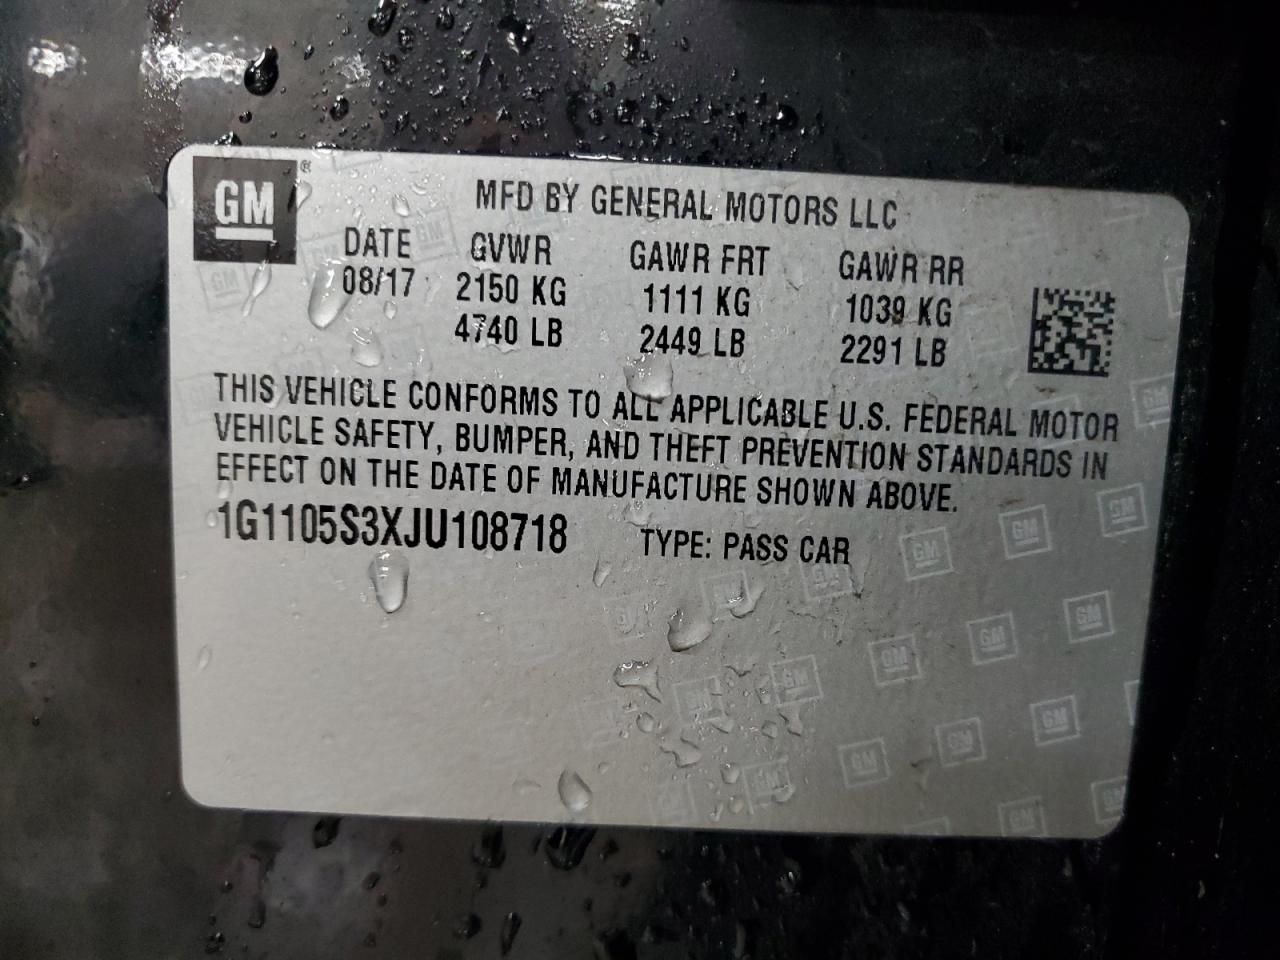 GM ®
MFD BY GENERAL MOTORS LLC
DATE GVWR GAWR FRT GAWR RR
08/17 2150 KG 1111 KG 1039 KG
4740 LB 2449 LB 2291 LB
THIS VEHICLE CONFORMS TO ALL APPLICABLE U.S. FEDERAL MOTOR
VEHICLE SAFETY, BUMPER, AND THEFT PREVENTION STANDARDS IN
EFFECT ON THE DATE OF MANUFACTURE SHOWN ABOVE.
1G1105S3XJU108718 TYPE: PASS CAR